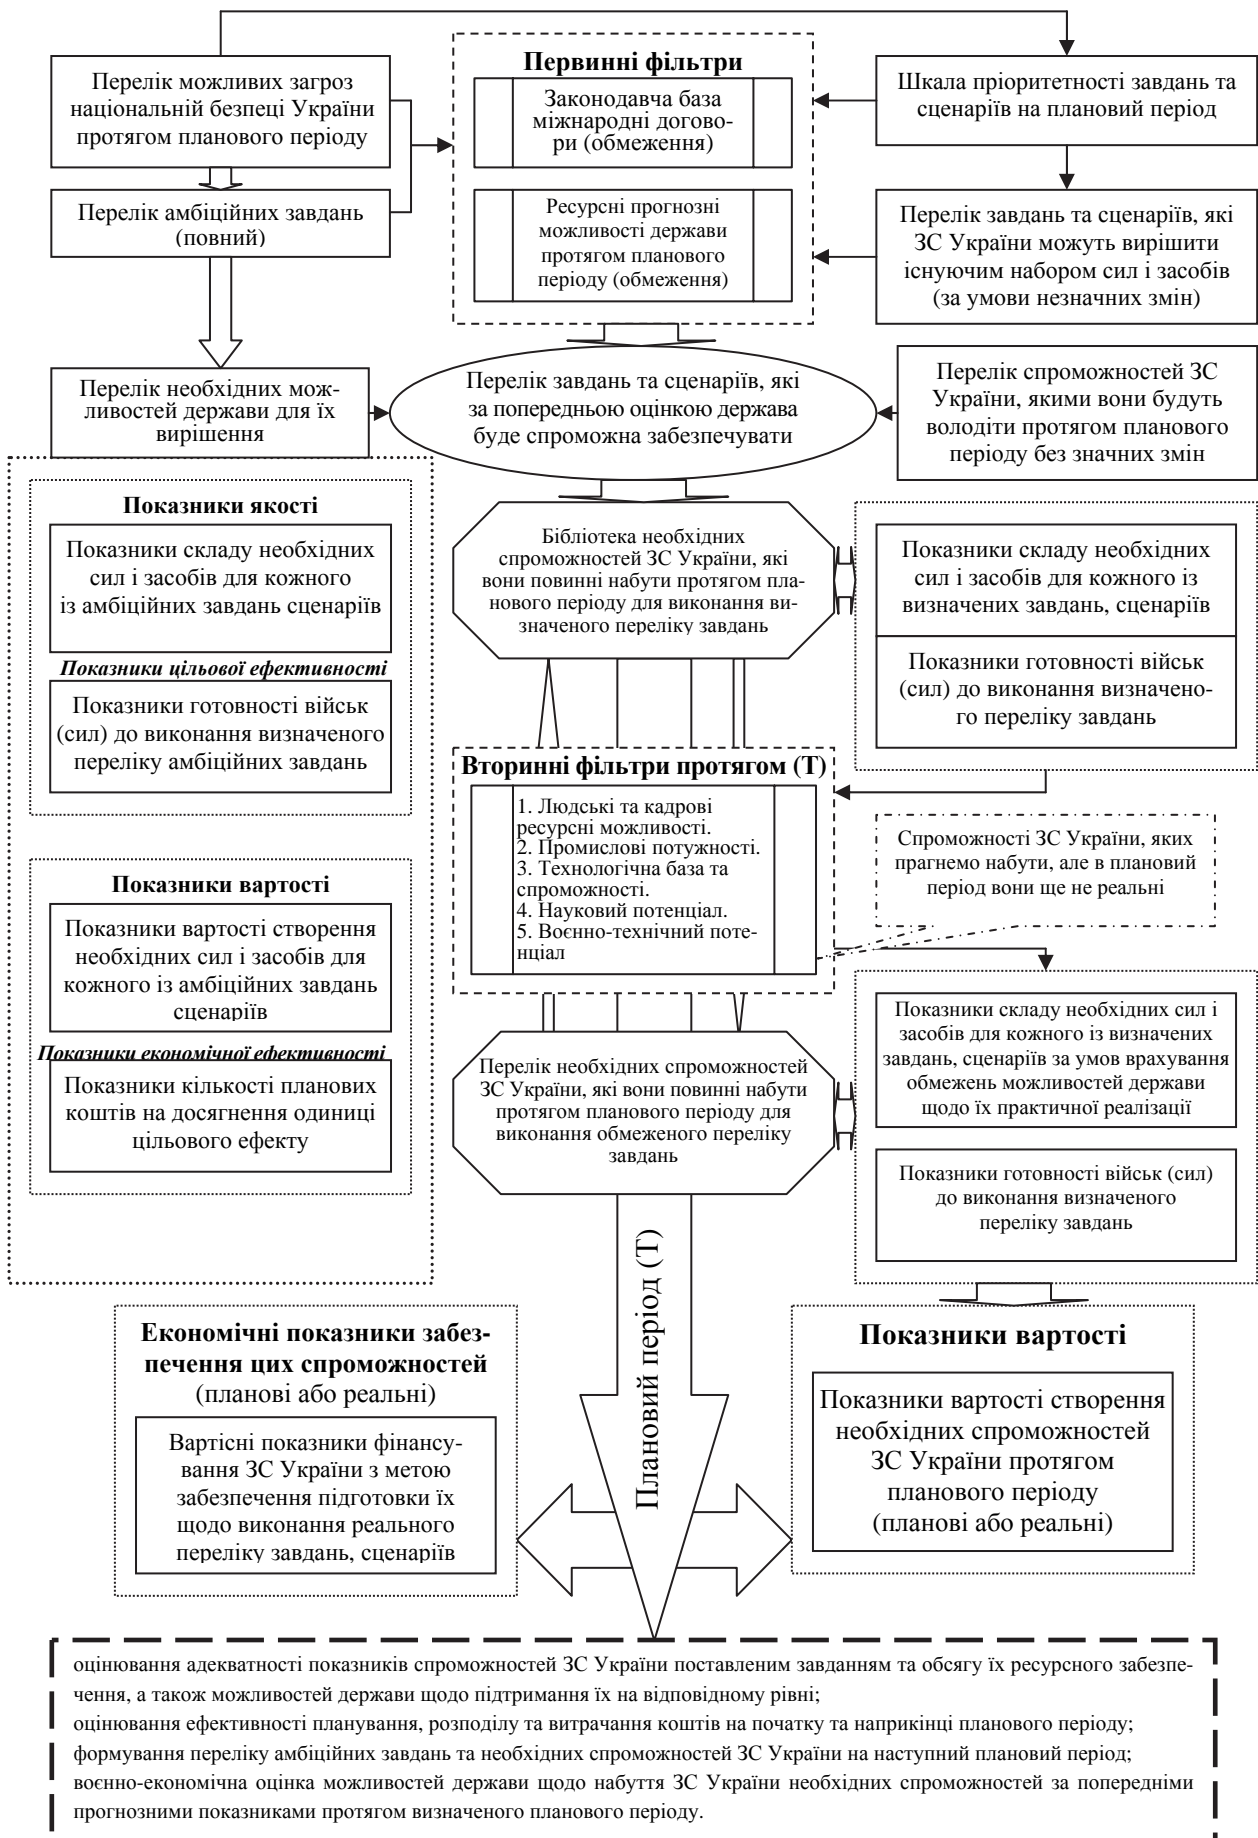 Перелік можливих загроз
національній безпеці України
протягом планового періоду
Первинні фільтри
Законодавча база
міжнародні догово-
ри (обмеження)
Шкала пріоритетності завдань та
сценаріїв на плановий період
Перелік амбіційних завдань
(повний)
Ресурсні прогнозні
можливості держави
протягом планового
періоду (обмеження)
Перелік завдань та сценаріїв, які
ЗС України можуть вирішити
існуючим набором сил і засобів
(за умови незначних змін)
Перелік необхідних мож-
ливостей держави для їх
вирішення
Перелік завдань та сценаріїв, які
за попередньою оцінкою держава
буде спроможна забезпечувати
Перелік спроможностей ЗС
України, якими вони будуть
володіти протягом планового
періоду без значних змін
Показники якості
Показники складу необхідних
сил і засобів для кожного
із амбіційних завдань сценаріїв
Показники цільової ефективності
Показники готовності військ
(сил) до виконання визначеного
переліку амбіційних завдань
Бібліотека необхідних
спроможностей ЗС України, які
вони повинні набути протягом пла-
нового періоду для виконання ви-
значеного переліку завдань
Показники складу необхідних
сил і засобів для кожного із
визначених завдань, сценаріїв
Показники готовності військ
(сил) до виконання визначено-
го переліку завдань
Вторинні фільтри протягом (Т)
1. Людські та кадрові
ресурсні можливості.
2. Промислові потужності.
3. Технологічна база та
спроможності.
4. Науковий потенціал.
5. Воєнно-технічний поте-
нціал
Спроможності ЗС України, яких
прагнемо набути, але в плановий
період вони ще не реальні
Показники вартості
Показники вартості створення
необхідних сил і засобів для
кожного із амбіційних завдань
сценаріїв
Показники економічної ефективності
Показники кількості планових
коштів на досягнення одиниці
цільового ефекту
Перелік необхідних спроможностей
ЗС України, які вони повинні набути
протягом планового періоду для
виконання обмеженого переліку
завдань
Показники складу необхідних сил і
засобів для кожного із визначених
завдань, сценаріїв за умов врахування
обмежень можливостей держави
щодо їх практичної реалізації
Показники готовності військ (сил)
до виконання визначеного
переліку завдань
Плановий період (Т)
Економічні показники забез-
печення цих спроможностей
(планові або реальні)
Вартісні показники фінансу-
вання ЗС України з метою
забезпечення підготовки їх
щодо виконання реального
переліку завдань, сценаріїв
Показники вартості
Показники вартості створення
необхідних спроможностей
ЗС України протягом
планового періоду
(планові або реальні)
оцінювання адекватності показників спроможностей ЗС України поставленим завданням та обсягу їх ресурсного забезпе-
чення, а також можливостей держави щодо підтримання їх на відповідному рівні;
оцінювання ефективності планування, розподілу та витрачання коштів на початку та наприкінці планового періоду;
формування переліку амбіційних завдань та необхідних спроможностей ЗС України на наступний плановий період;
воєнно-економічна оцінка можливостей держави щодо набуття ЗС України необхідних спроможностей за попередніми
прогнозними показниками протягом визначеного планового періоду.